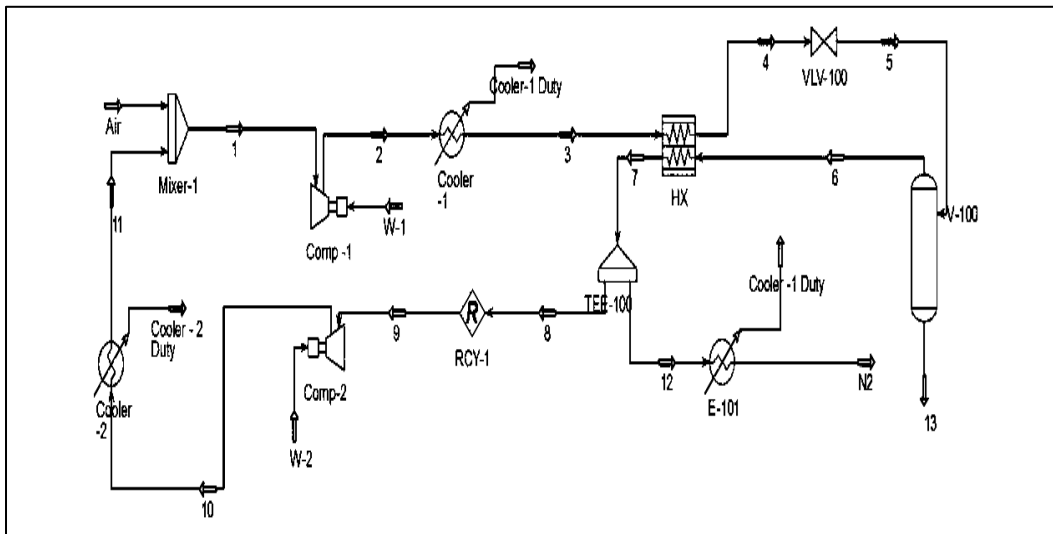 4
5
VLV-100
Cooler-1 Duty
Air
1
2
3
Cooler
-1
Mixer-1
7
HX
6
V-100
11
Comp -1
W-1
Cooler -1 Duty
TEE-100
Cooler - 2
Duty
9
8
RCY-1
Cooler
-2
Comp-2
12
E-101
N2
13
W-2
10
R